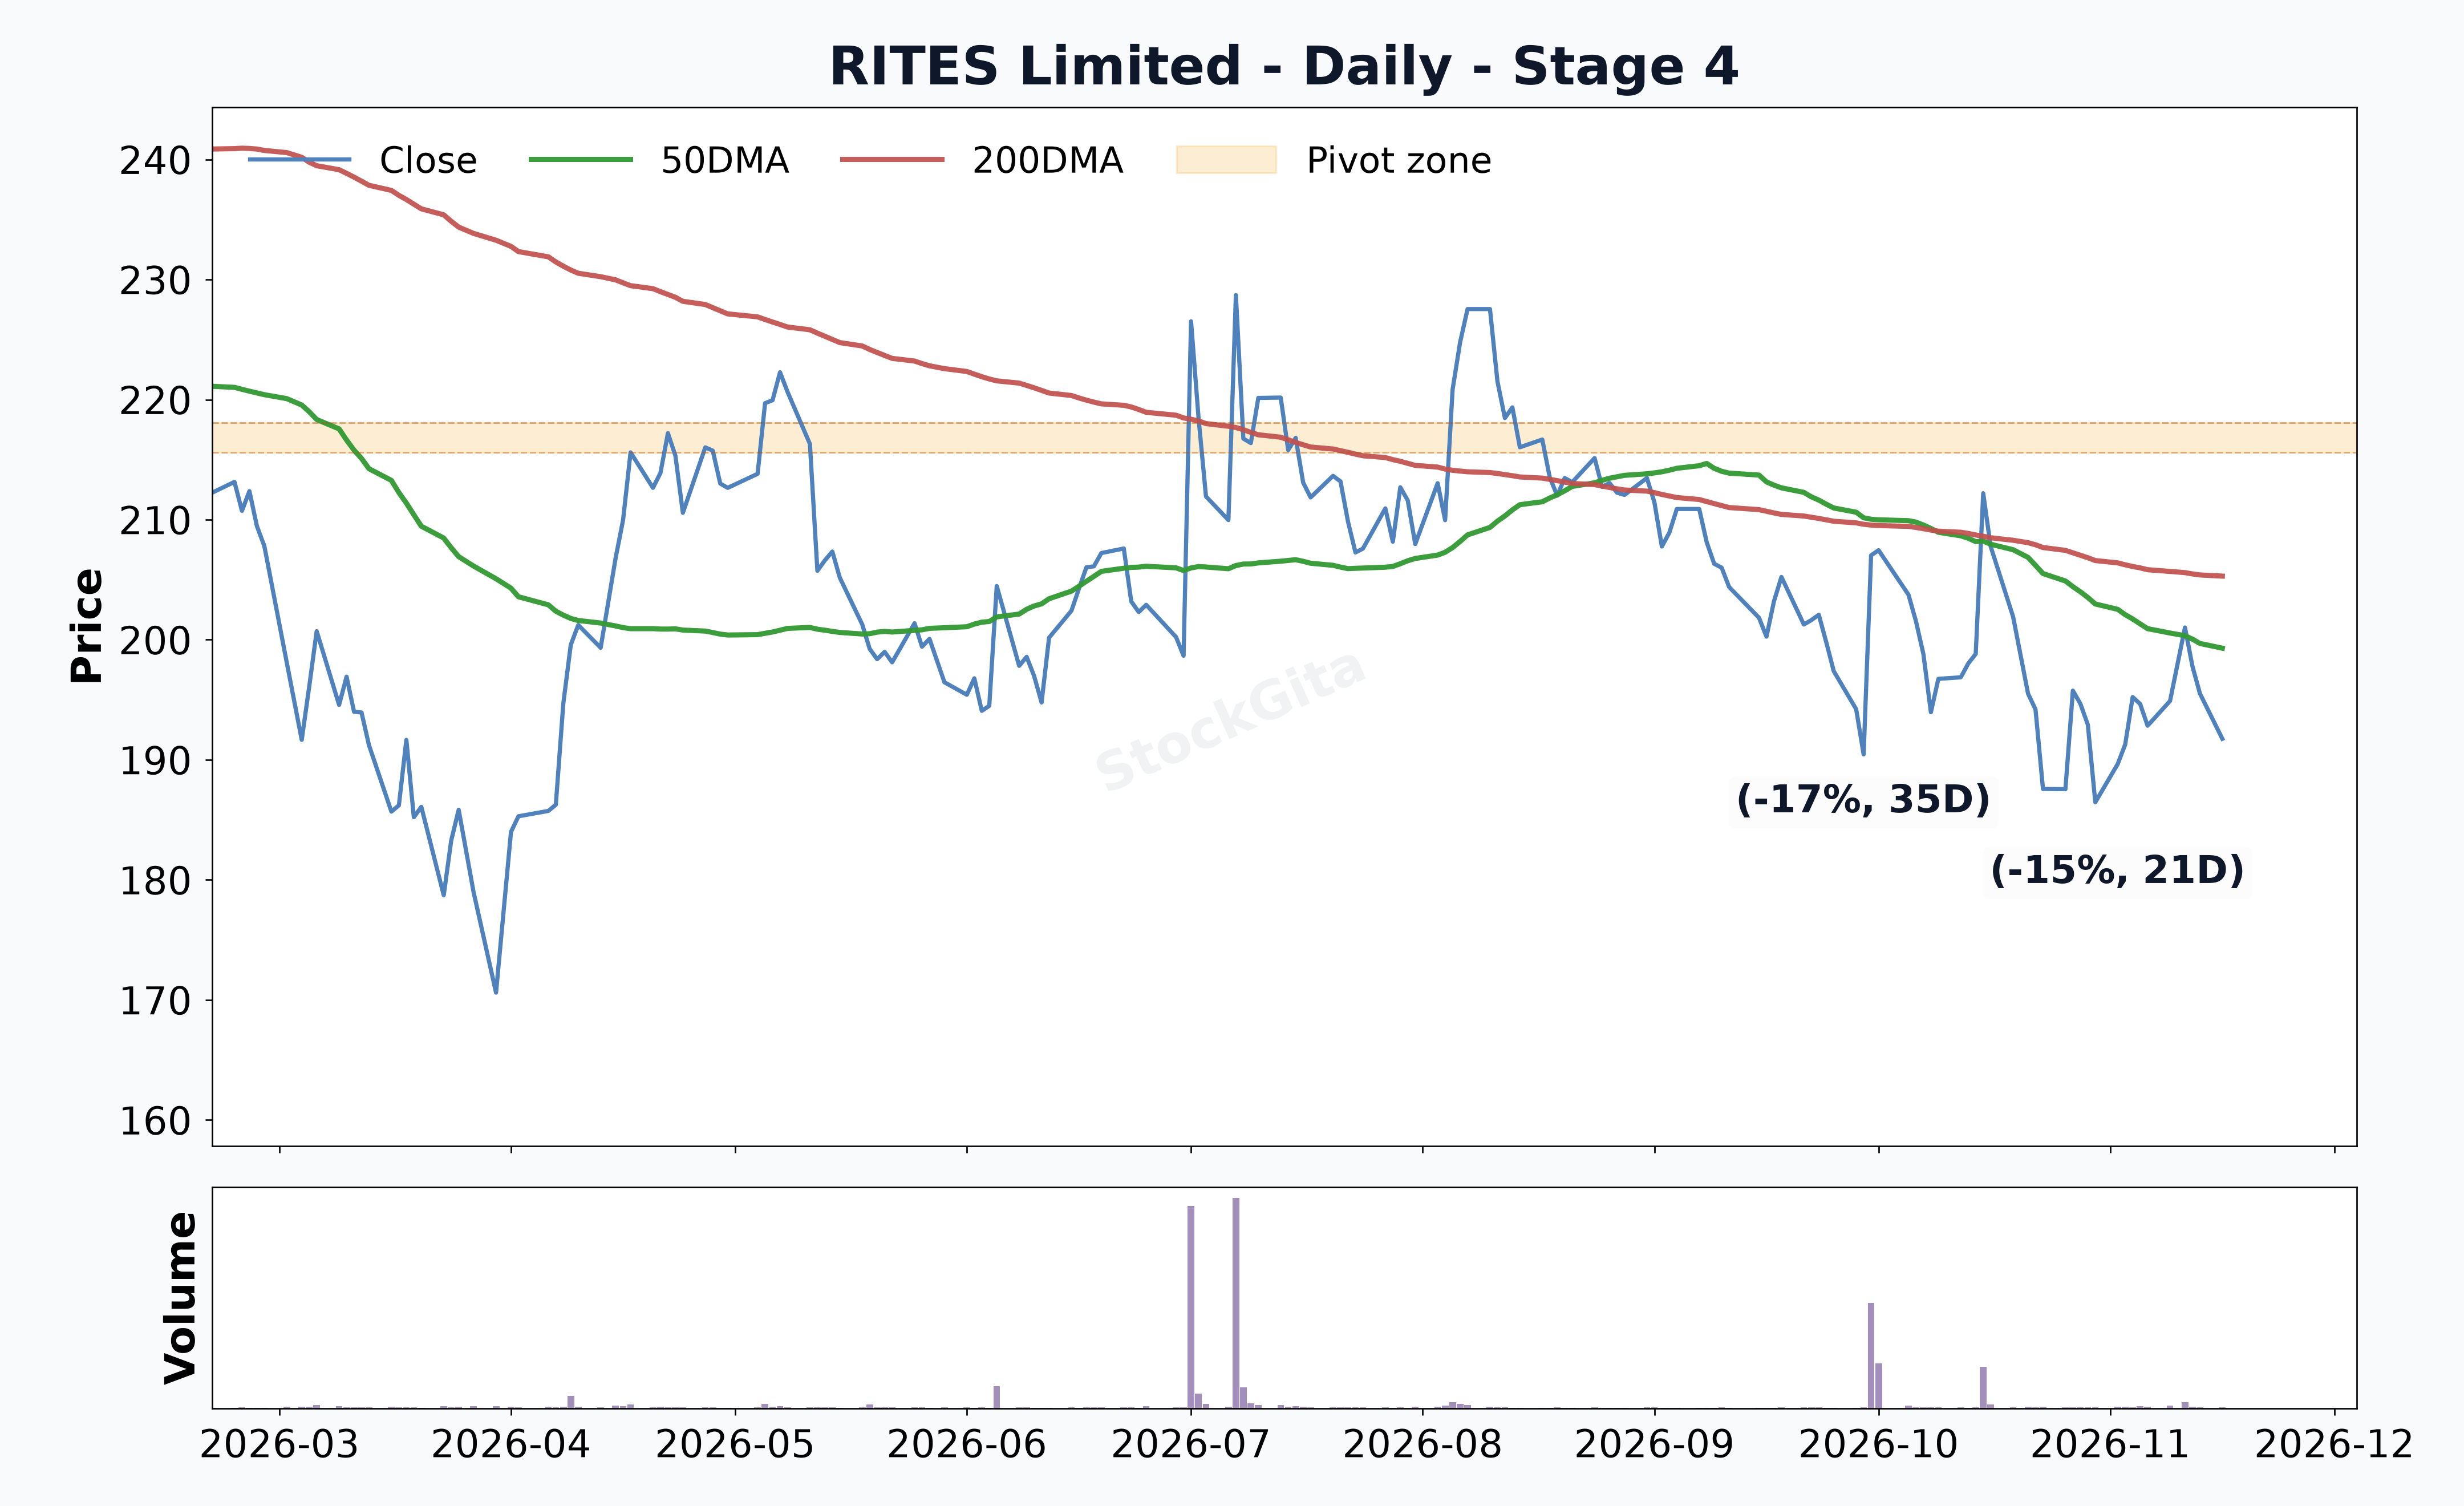 RITES Limited - Daily - Stage 4
Close 50DMA 200DMA Pivot zone
240
230
220
210
200
190
180
170
160
Price
StockGita
(-17%, 35D)
(-15%, 21D)
Volume
2026-03 2026-04 2026-05 2026-06 2026-07 2026-08 2026-09 2026-10 2026-11 2026-12